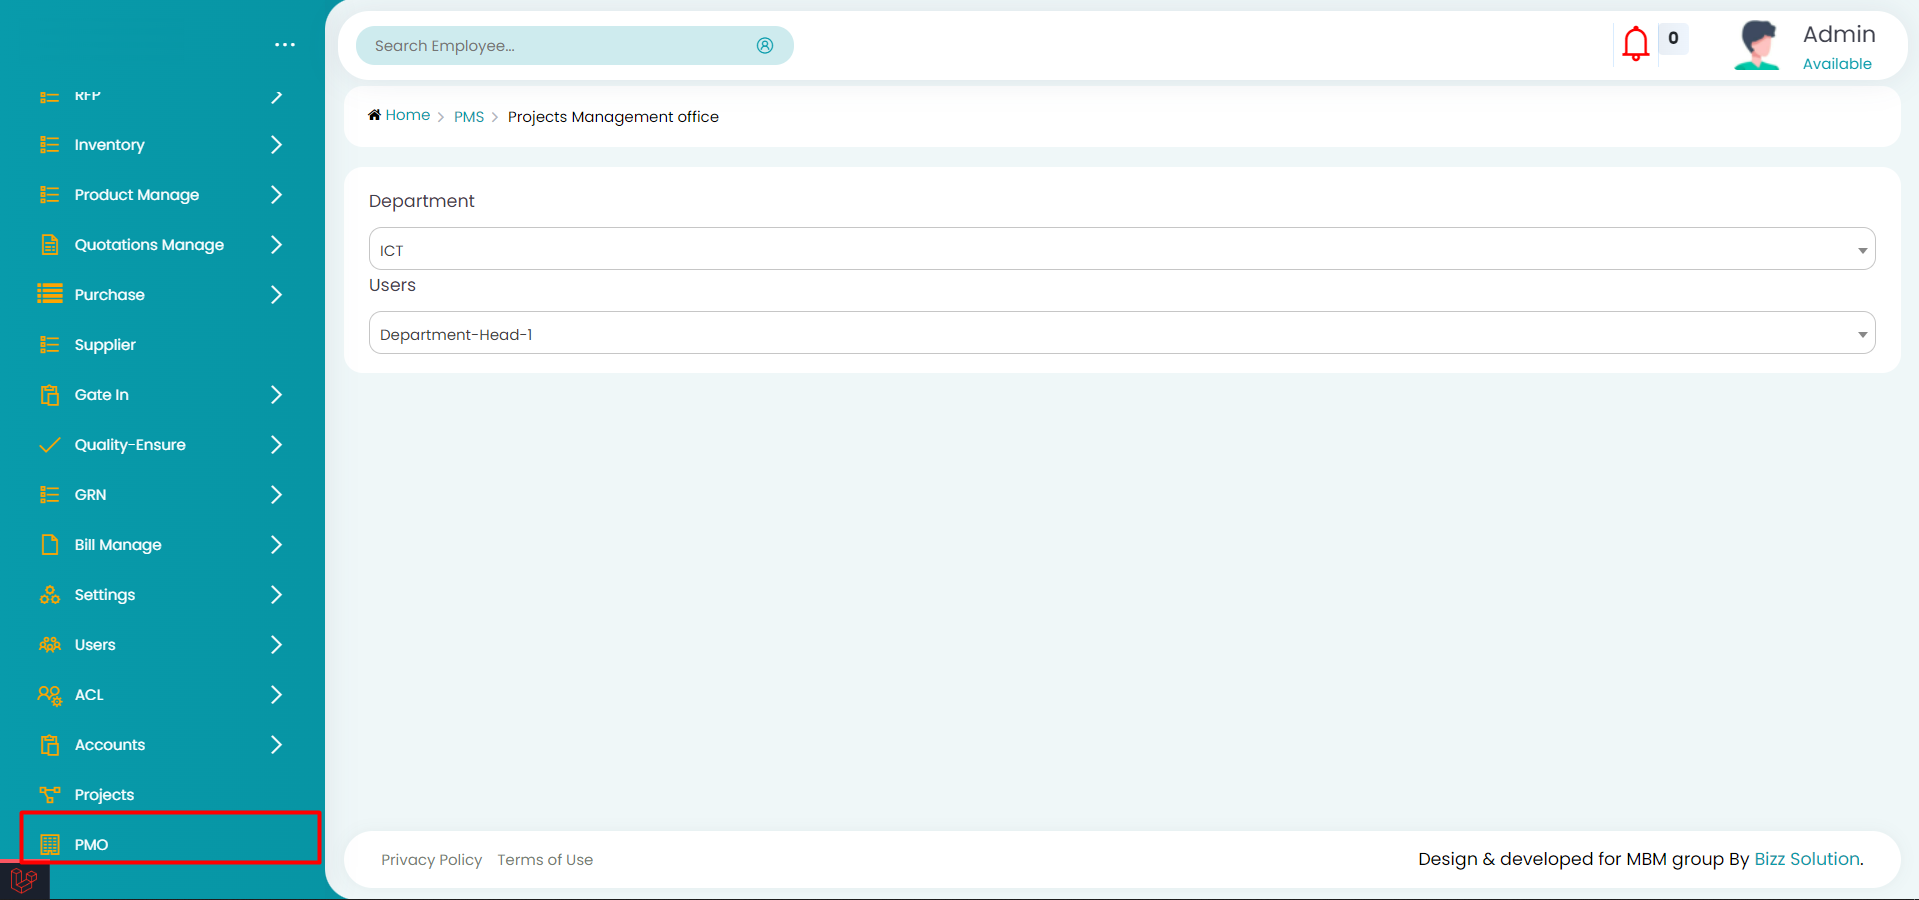 RFP
Inventory
Product Manage
Quotations Manage
Purchase
Supplier
Gate In
Quality-Ensure
GRN
Bill Manage
Settings
Users
ACL
Accounts
Projects
PMO
Search Employee...
0
Admin
Available
Home > PMS > Projects Management office
Department
ICT
Users
Department-Head-1
Privacy Policy Terms of Use
Design & developed for MBM group By Bizz Solution.